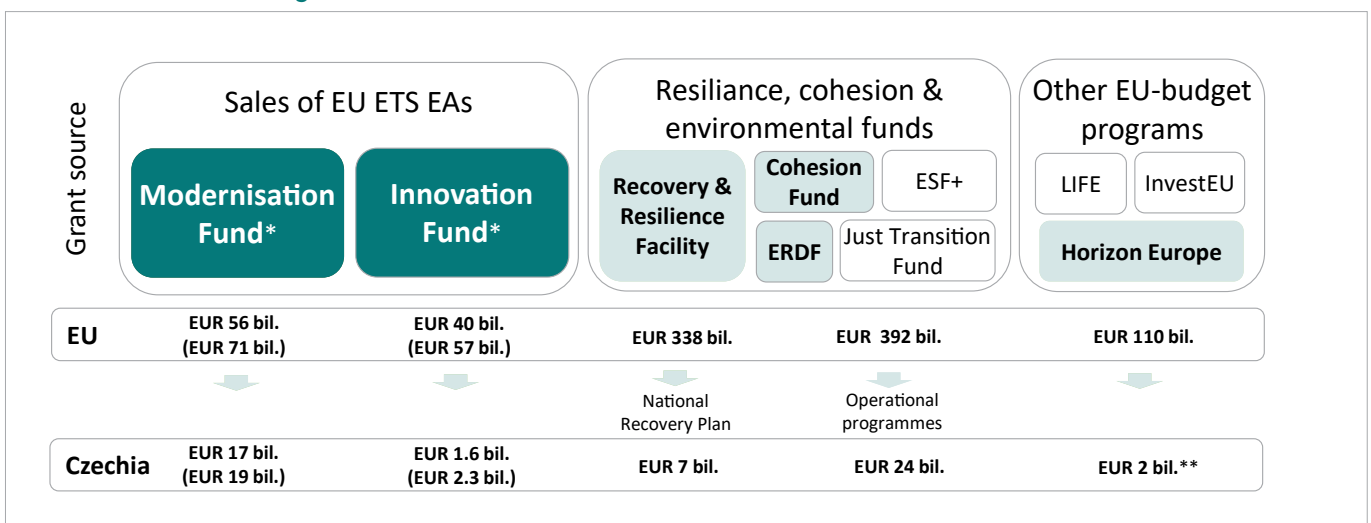 Grant source
Sales of EU ETS EAs
Modernisation
Fund*
Innovation
Fund*
Resiliance, cohesion &
environmental funds
Recovery &
Resilience
Facility
Cohesion
Fund
ESF+
ERDF
Just Transition
Fund
Other EU-budget
programs
LIFE
InvestEU
Horizon Europe
EU
EUR 56 bil.
(EUR 71 bil.)
EUR 40 bil.
(EUR 57 bil.)
EUR 338 bil.
EUR 392 bil.
EUR 110 bil.
National
Recovery Plan
Operational
programmes
Czechia
EUR 17 bil.
(EUR 19 bil.)
EUR 1.6 bil.
(EUR 2.3 bil.)
EUR 7 bil.
EUR 24 bil.
EUR 2 bil.**